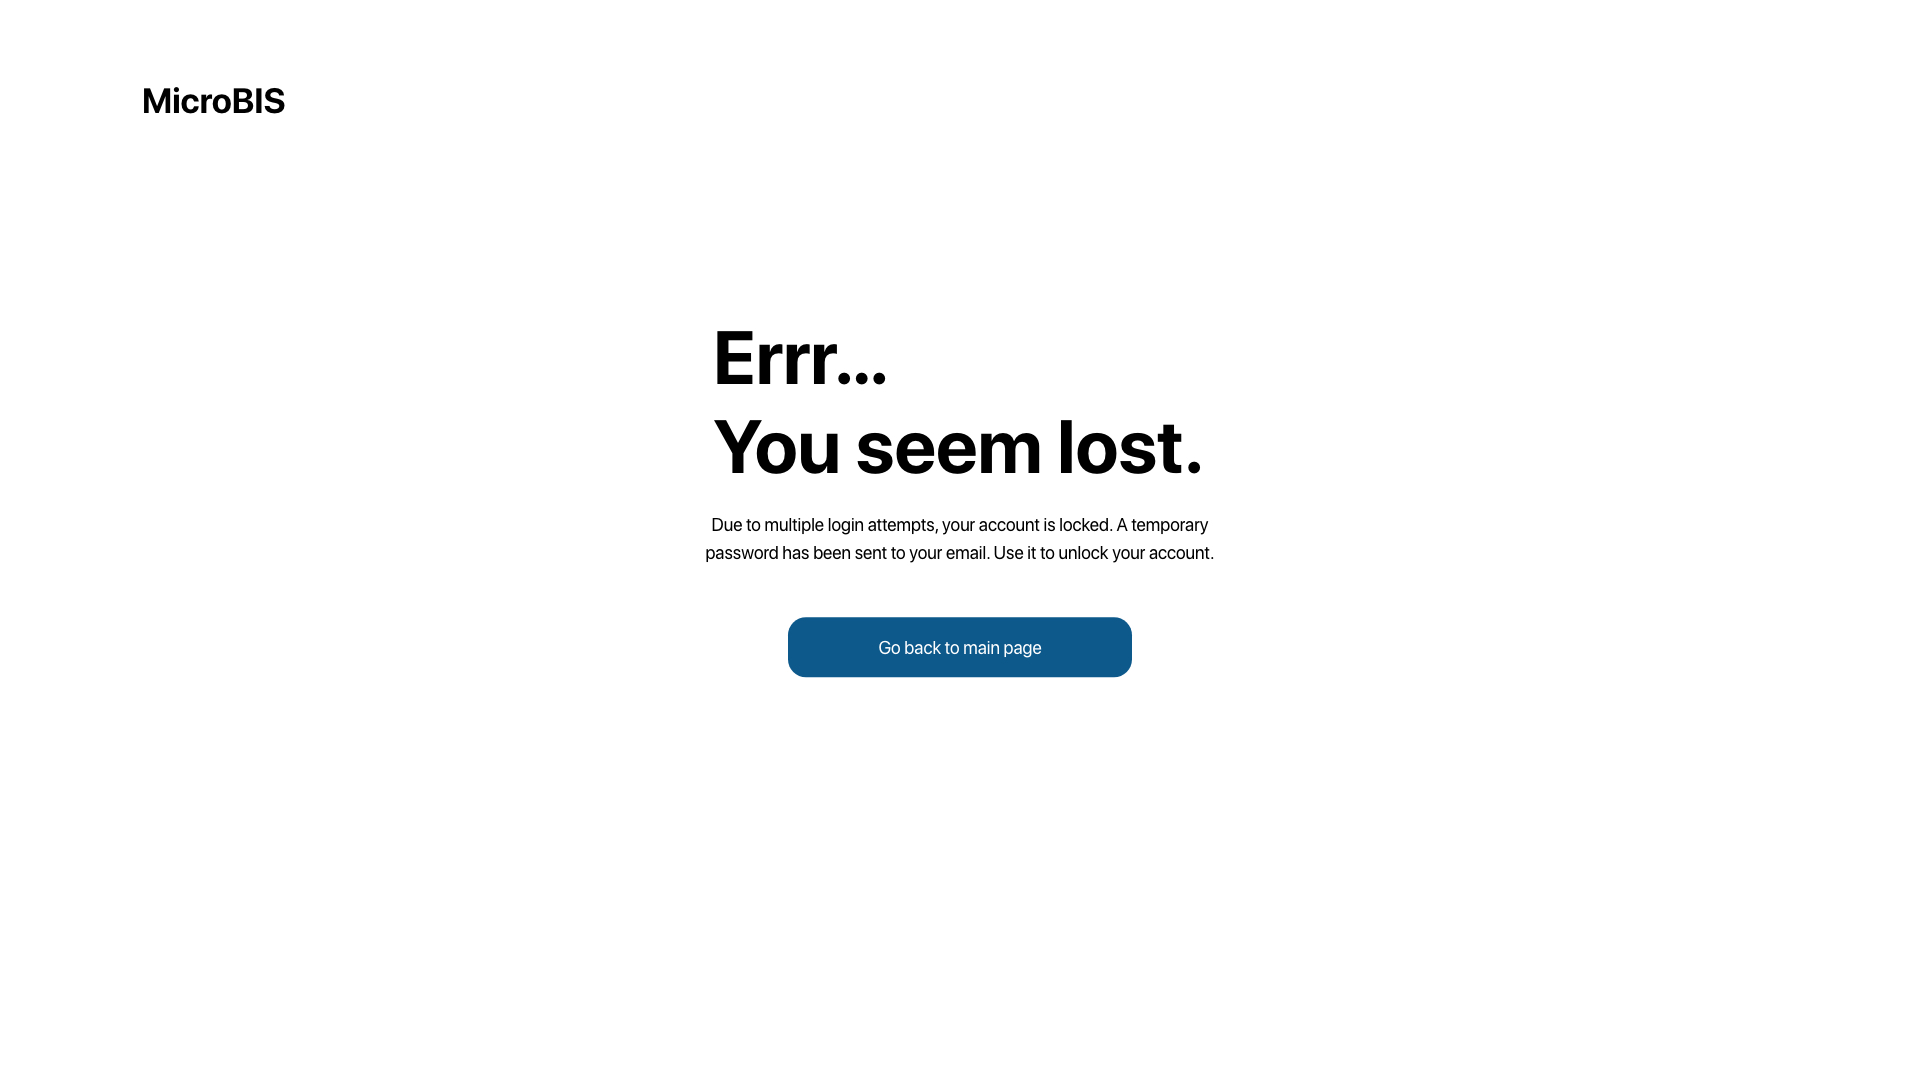 MicroBIS
Errr...
You seem lost.
Due to multiple login attempts, your account is locked. A temporary
password has been sent to your email. Use it to unlock your account.
Go back to main page